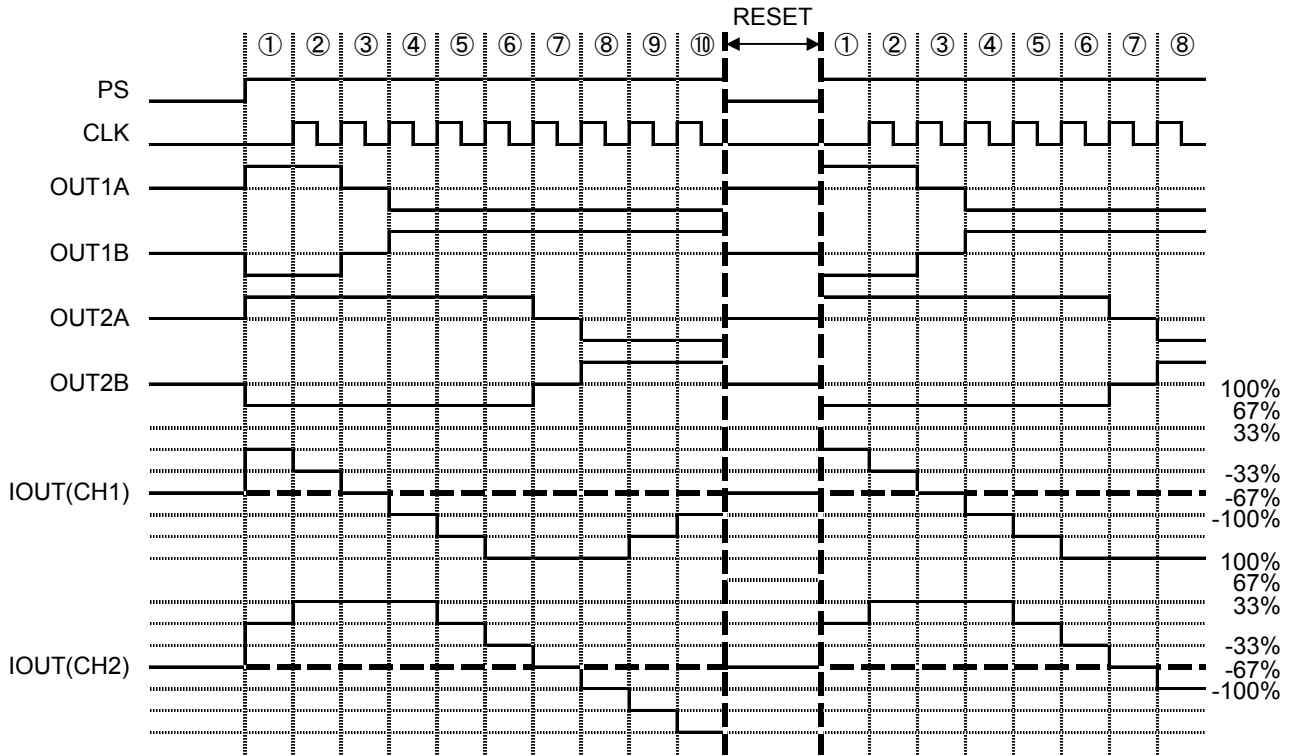 RESET
① ② ③ ④ ⑤ ⑥ ⑦ ⑧ ⑨ ⑩ ① ② ③ ④ ⑤ ⑥ ⑦ ⑧
PS
CLK
OUT1A
OUT1B
OUT2A
OUT2B
100%
67%
33%
-33%
IOUT(CH1)
-67%
-100%
100%
67%
33%
-33%
IOUT(CH2)
-67%
-100%